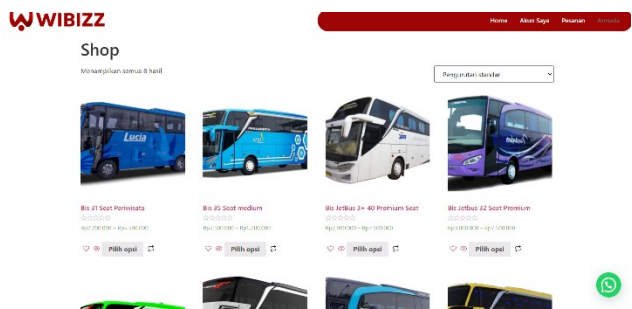 WIBIZZ
Home Akun Saya Pesanan Armada
Shop
Menampilkan semua 8 hasil
Pengurutan standar
Lucia
Bis 31 Seat Pariwisata
Bis 35 Seat medium
Bis JetBus 3+ 40 Premium Seat
Bis Jetbus 32 Seat Premium
Pilih opsi
Pilih opsi
Pilih opsi
Pilih opsi